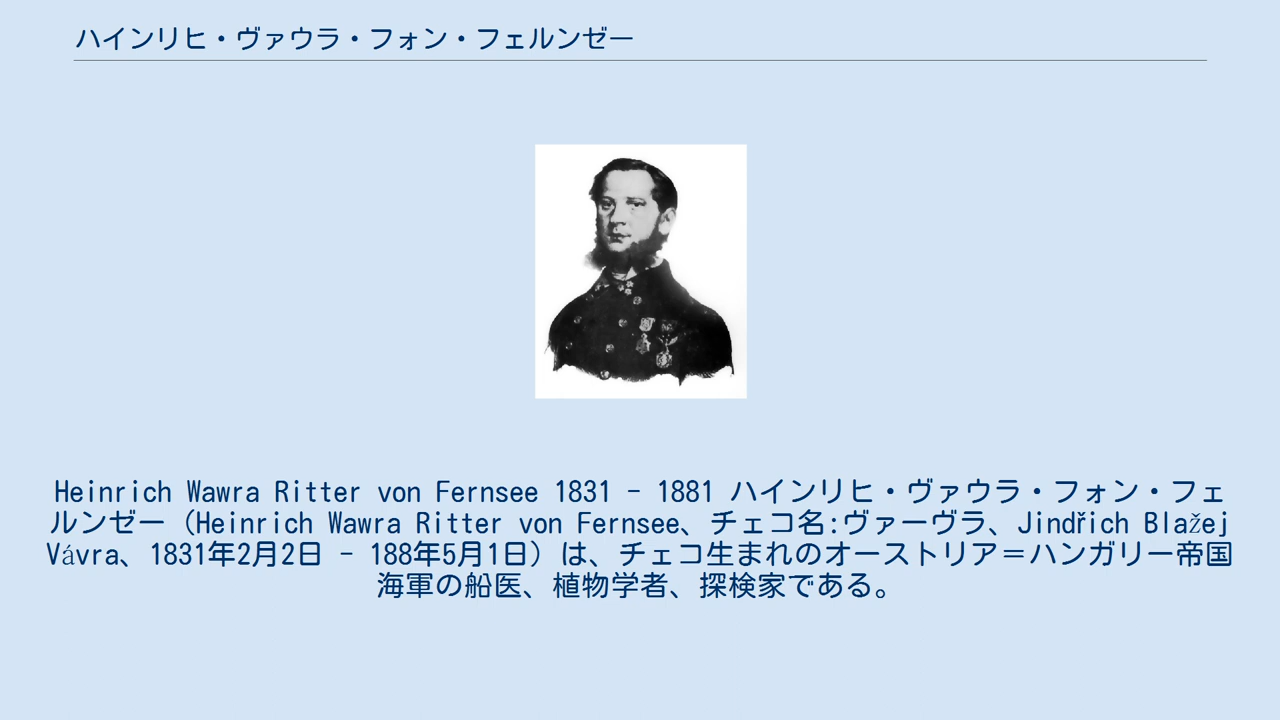 ハインリヒ・ヴァウラ・フォン・フェルンゼー
Heinrich Wawra Ritter von Fernsee 1831 - 1881 ハインリヒ・ヴァウラ・フォン・フェ
ルンゼー（Heinrich Wawra Ritter von Fernsee、チェコ名:ヴァーヴラ、Jindřich Blažej
Vávra、1831年2月2日 - 188年5月1日）は、チェコ生まれのオーストリア＝ハンガリー帝国
海軍の船医、植物学者、探検家である。